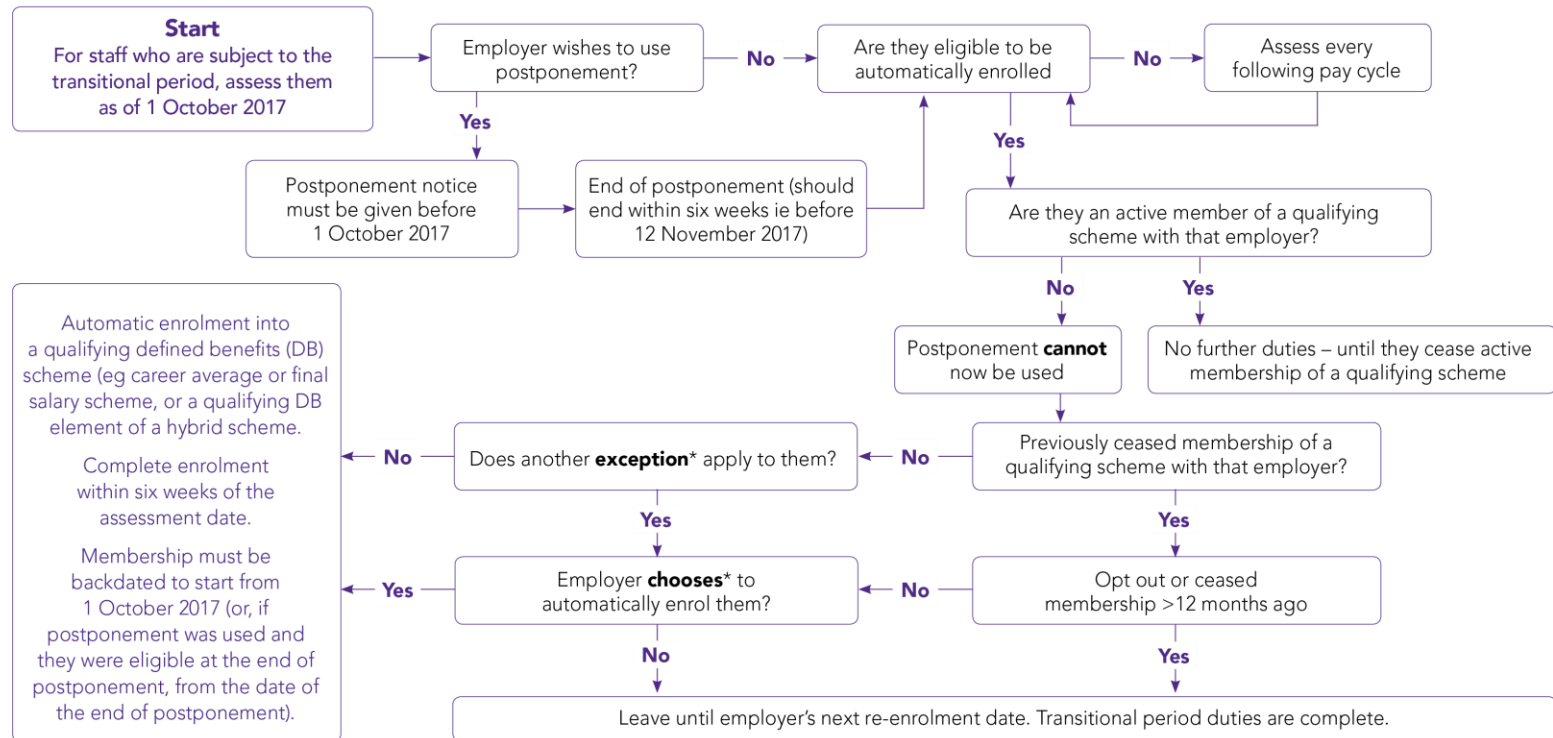 Start
For staff who are subject to the
transitional period, assess them
as of 1 October 2017
Employer wishes to use
postponement?
No
Are they eligible to be
automatically enrolled
No
Assess every
following pay cycle
Yes
Yes
Postponement notice
must be given before
1 October 2017
End of postponement (should
end within six weeks ie before
12 November 2017)
Are they an active member of a qualifying
scheme with that employer?
No
Yes
Postponement cannot
now be used
No further duties – until they cease active
membership of a qualifying scheme
Automatic enrolment into
a qualifying defined benefits (DB)
scheme (eg career average or final
salary scheme, or a qualifying DB
element of a hybrid scheme.
Complete enrolment
within six weeks of the
assessment date.
Membership must be
backdated to start from
1 October 2017 (or, if
postponement was used and
they were eligible at the end of
postponement, from the date of
the end of postponement).
No
Does another exception* apply to them?
No
Previously ceased membership of a
qualifying scheme with that employer?
Yes
Yes
Yes
Employer chooses* to
automatically enrol them?
No
Opt out or ceased
membership >12 months ago
No
Yes
Leave until employer's next re-enrolment date. Transitional period duties are complete.